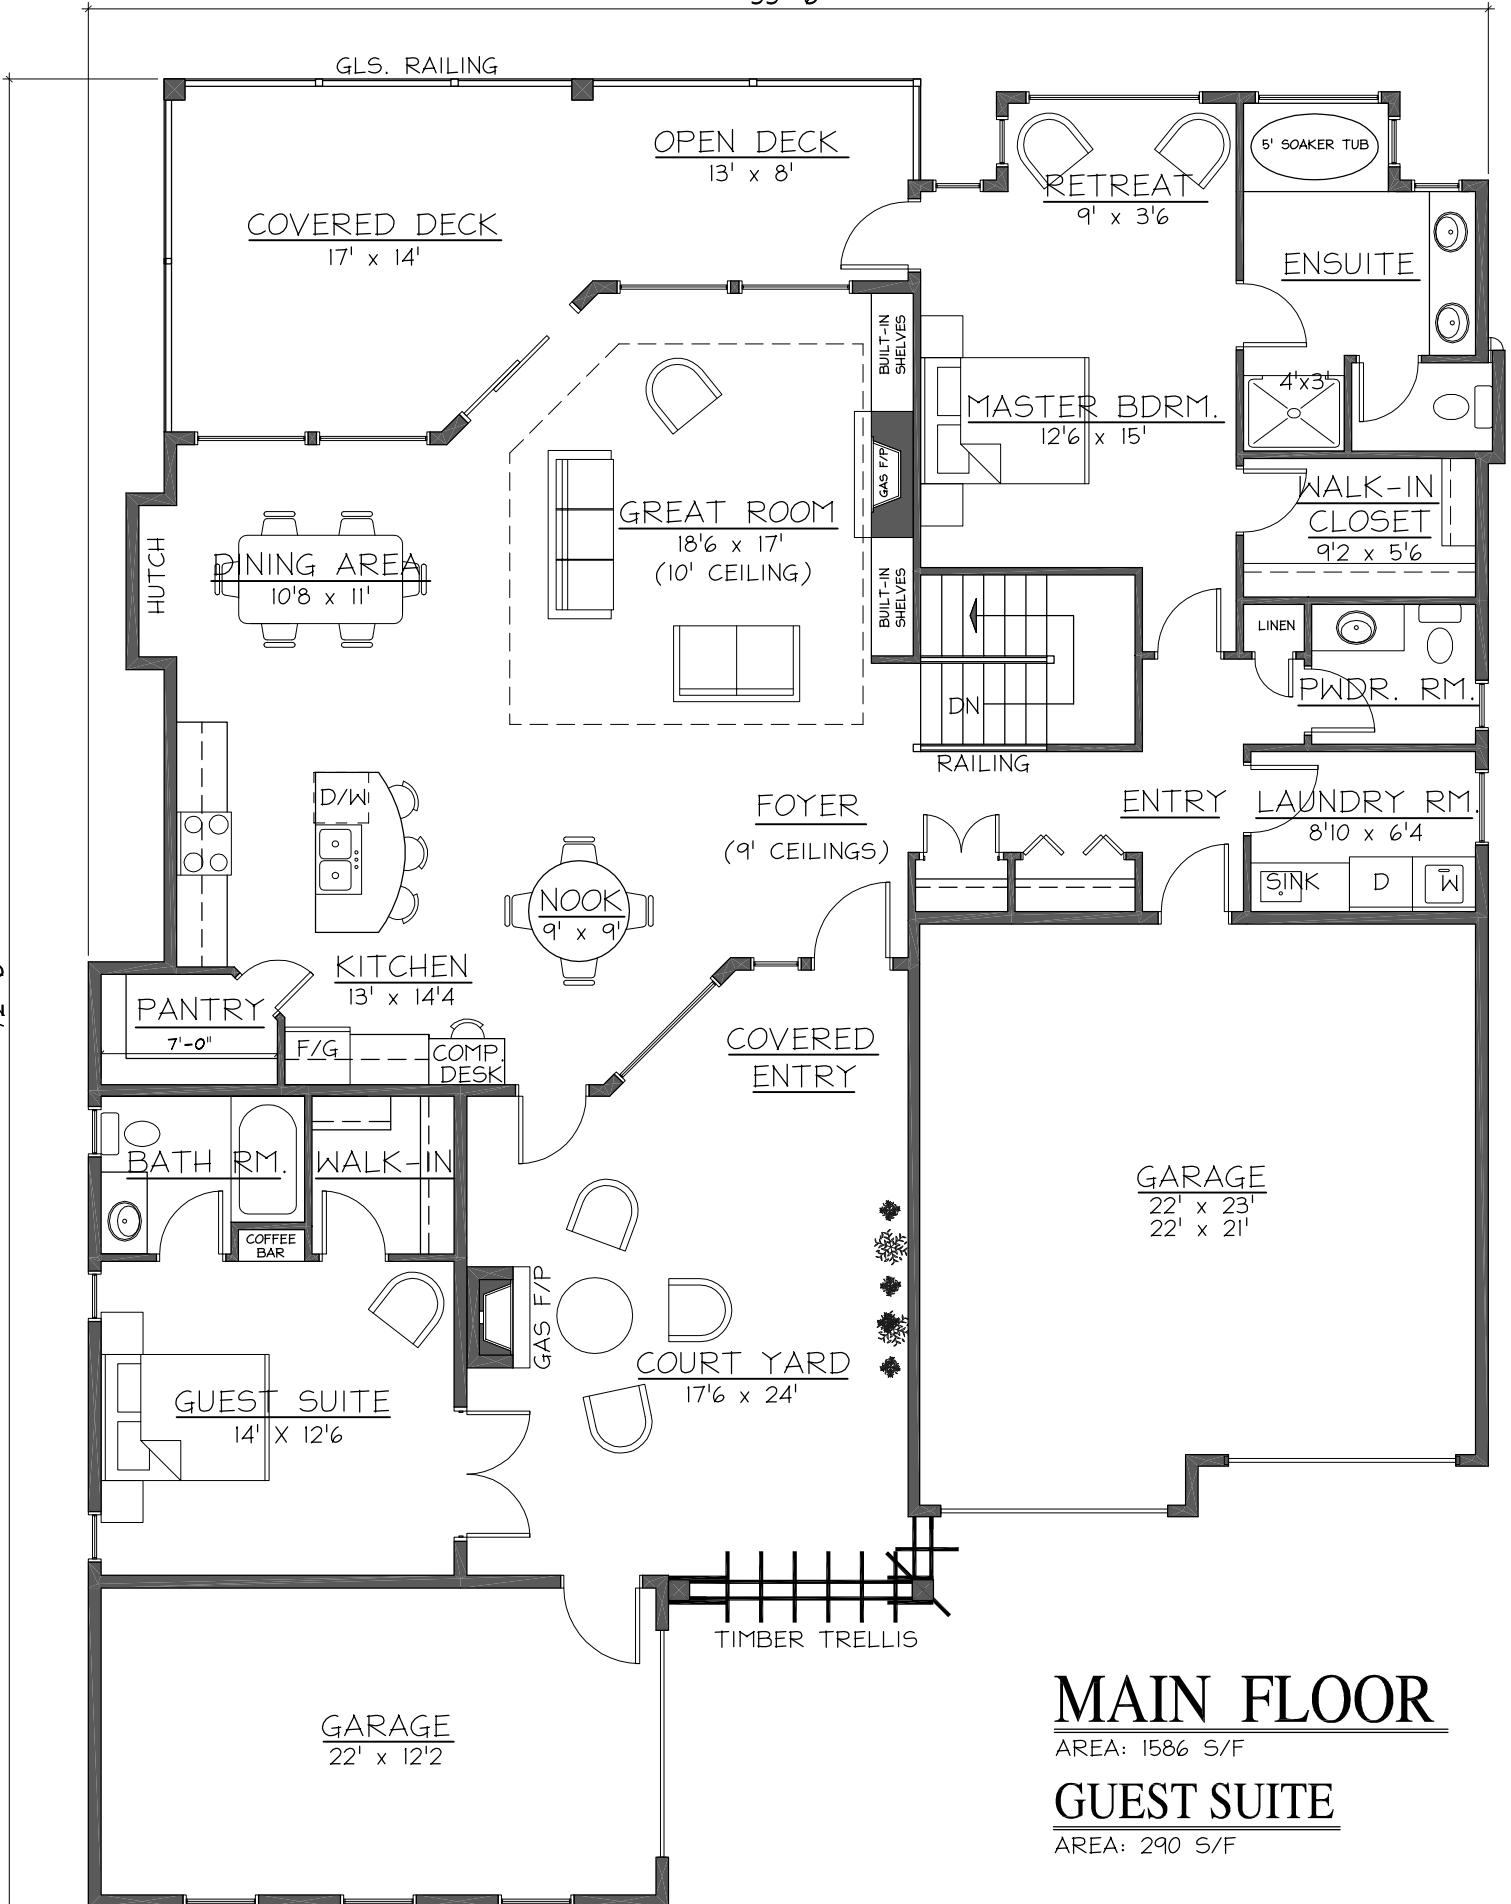 GLS. RAILING
OPEN DECK
13' x 8'
5' SOAKER TUB
RETREAT
9' x 3'6
COVERED DECK
17' x 14'
ENSUITE
BUILT-IN
SHELVES
4'x3'
MASTER BDRM.
12'6 x 15'
GAS F/P
WALK-IN
CLOSET
9'2 x 5'6
GREAT ROOM
18'6 x 17'
(10' CEILING)
HUTCH
DINING AREA
10'8 x 11'
BUILT-IN
SHELVES
LINEN
PWDR. RM.
DN
RAILING
D/W
FOYER
(9' CEILINGS)
ENTRY
LAUNDRY RM.
8'10 x 6'4
SINK
D
W
NOOK
9' x 9'
KITCHEN
13' x 14'4
PANTRY
7'-0"
F/G
COMP.
DESK
COVERED
ENTRY
BATH RM.
WALK-IN
COFFEE
BAR
GARAGE
22' x 23'
22' x 21'
GAS F/P
COURT YARD
17'6 x 24'
GUEST SUITE
14' X 12'6
TIMBER TRELLIS
GARAGE
22' x 12'2
MAIN FLOOR
AREA: 1586 S/F
GUEST SUITE
AREA: 290 S/F